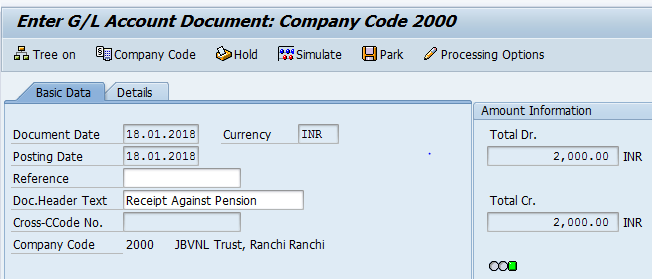 Enter G/L Account Document: Company Code 2000
Tree on Company Code Hold Simulate Park Processing Options
Basic Data Details
Amount Information
Document Date 18.01.2018 Currency INR
Total Dr.
Posting Date 18.01.2018
2,000.00 INR
Reference
Doc.Header Text Receipt Against Pension
Total Cr.
Cross-CCode No.
2,000.00 INR
Company Code 2000 JBVNL Trust, Ranchi Ranchi